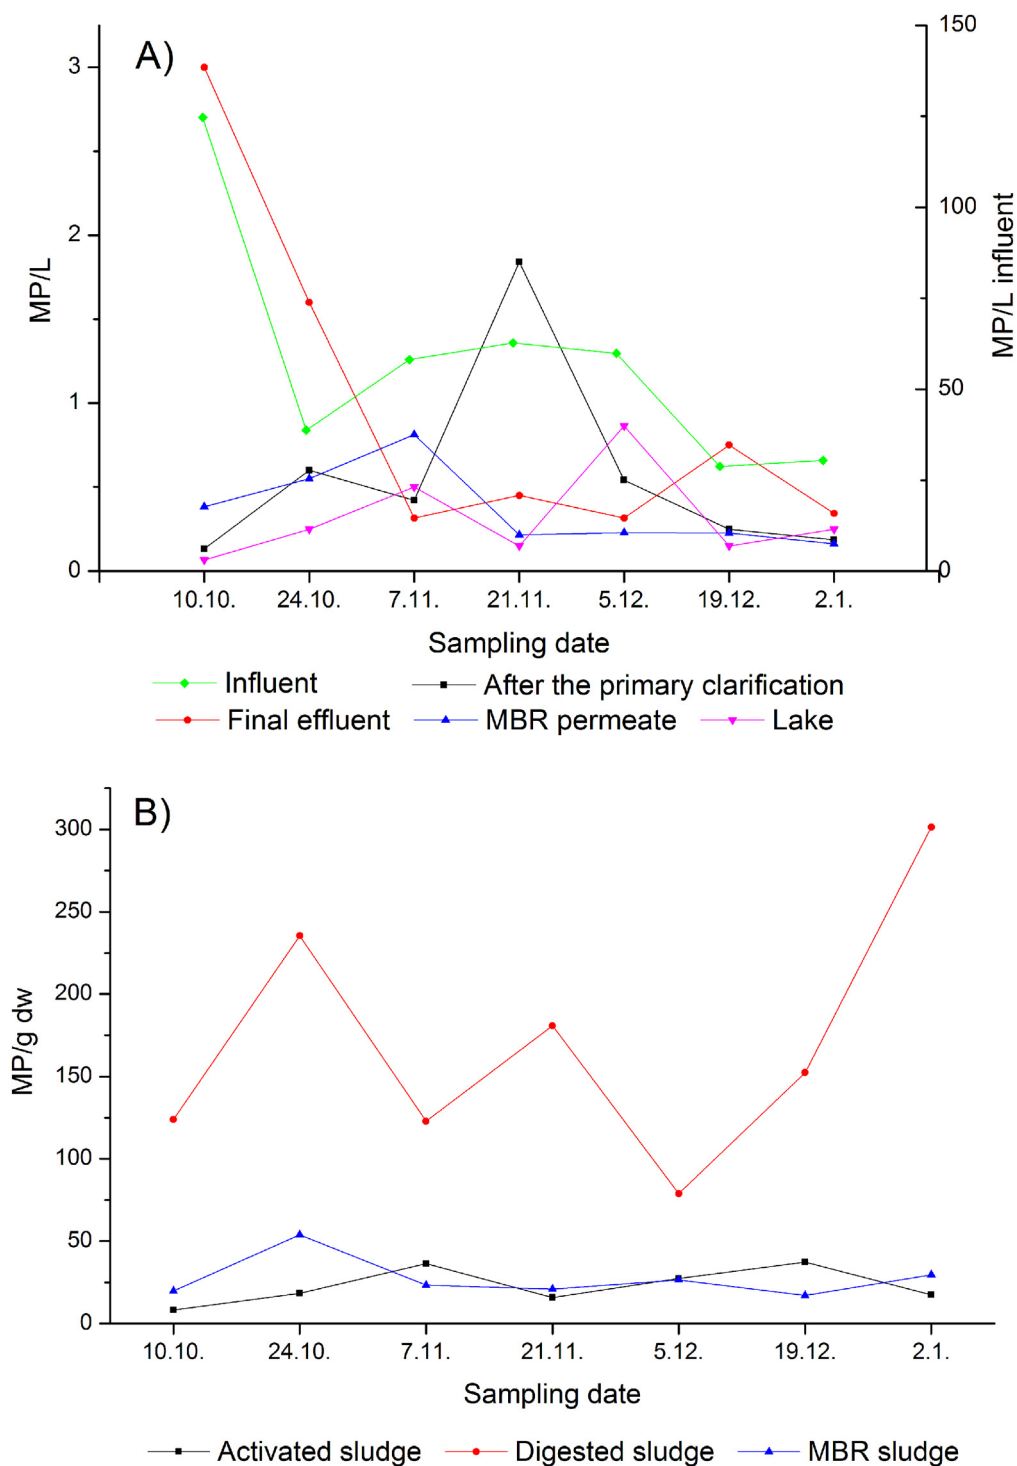 A)
MP/L
MP/L influent
3
2
1
0
150
100
50
0
10.10. 24.10. 7.11. 21.11. 5.12. 19.12. 2.1.
Sampling date
Influent After the primary clarification
Final effluent MBR permeate Lake
B)
MP/g dw
300
250
200
150
100
50
0
10.10. 24.10. 7.11. 21.11. 5.12. 19.12. 2.1.
Sampling date
Activated sludge Digested sludge MBR sludge